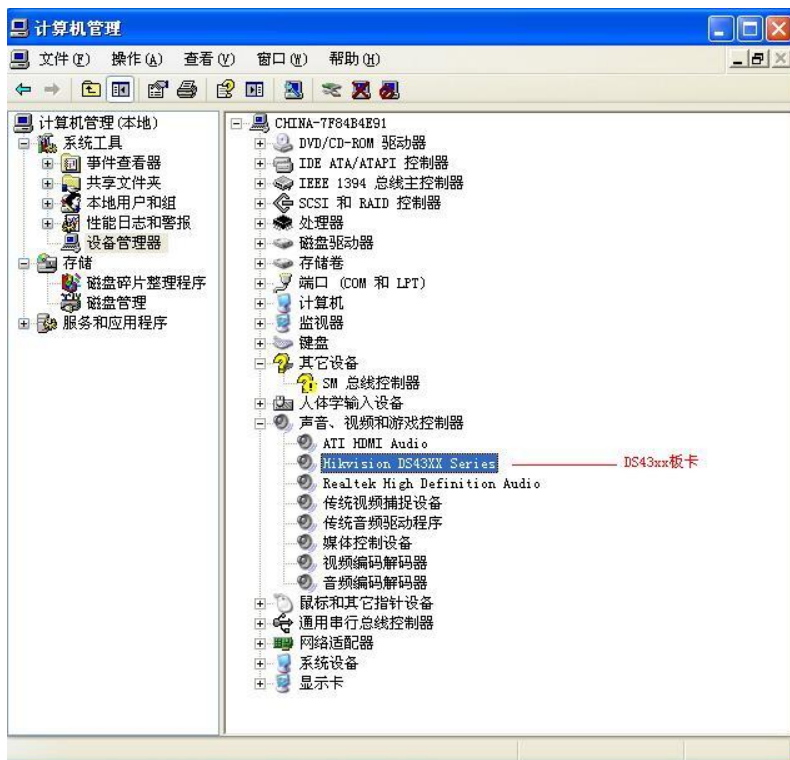 计算机管理
文件(F) 操作(A) 查看(V) 窗口(W) 帮助(H)
计算机管理(本地)
系统工具
事件查看器
共享文件夹
本地用户和组
性能日志和警报
设备管理器
存储
磁盘碎片整理程序
磁盘管理
服务和应用程序
CHINA-7F84B4E91
DVD/CD-ROM 驱动器
IDE ATA/ATAPI 控制器
IEEE 1394 总线主控制器
SCSI 和 RAID 控制器
处理器
磁盘驱动器
存储卷
端口 (COM 和 LPT)
计算机
监视器
键盘
其它设备
SM 总线控制器
人体学输入设备
声音、视频和游戏控制器
ATI HDMI Audio
Hikvision DS43XX Series DS43xx板卡
Realtek High Definition Audio
传统视频捕捉设备
传统音频驱动程序
媒体控制设备
视频编码解码器
音频编码解码器
鼠标和其它指针设备
通用串行总线控制器
网络适配器
系统设备
显示卡